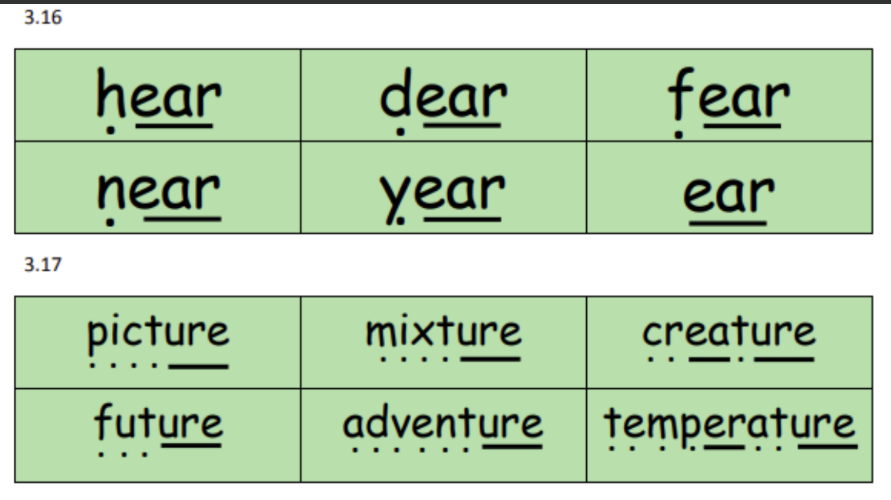 3.16
hear dear fear
near year ear
3.17
picture mixture creature
future adventure temperature